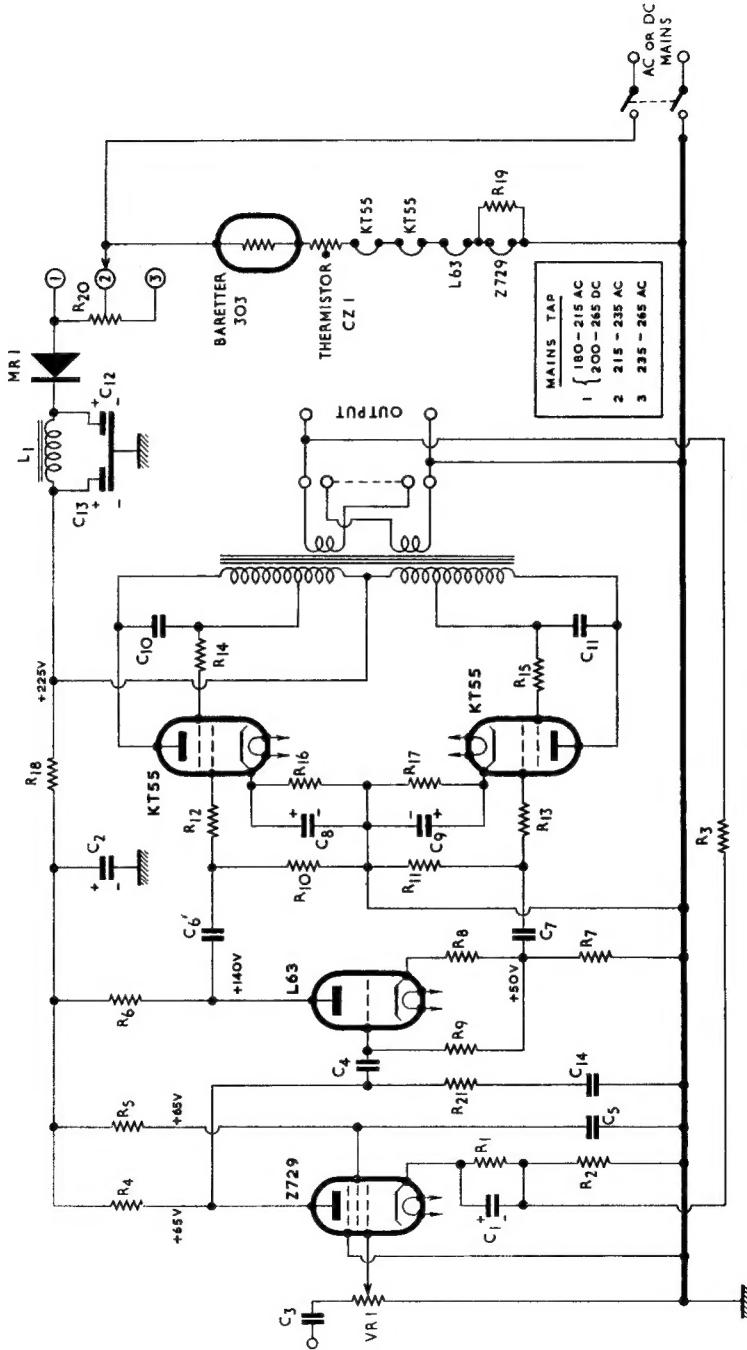 C3
VR1
Z729
+65V
R4
R5
+65V
C1
+
-
R1
R2
C5
C14
R21
C4
R9
L63
R6
+140V
C6'
R8
+50V
C7
R7
C2
+
-
R18
KT55
R12
R10
R11
C8
+
-
C9
-
+
R16
R17
R13
KT55
R14
R15
C10
C11
+225V
L1
C13
+
-
C12
+
-
MR1
R20
1
2
3
OUTPUT
R3
BARETTER
303
THERMISTOR
CZ1
KT55
KT55
L63
Z729
R19
AC OR DC
MAINS
MAINS TAP
1 { 180-215 AC
200-265 DC
2 215-235 AC
3 235-265 AC